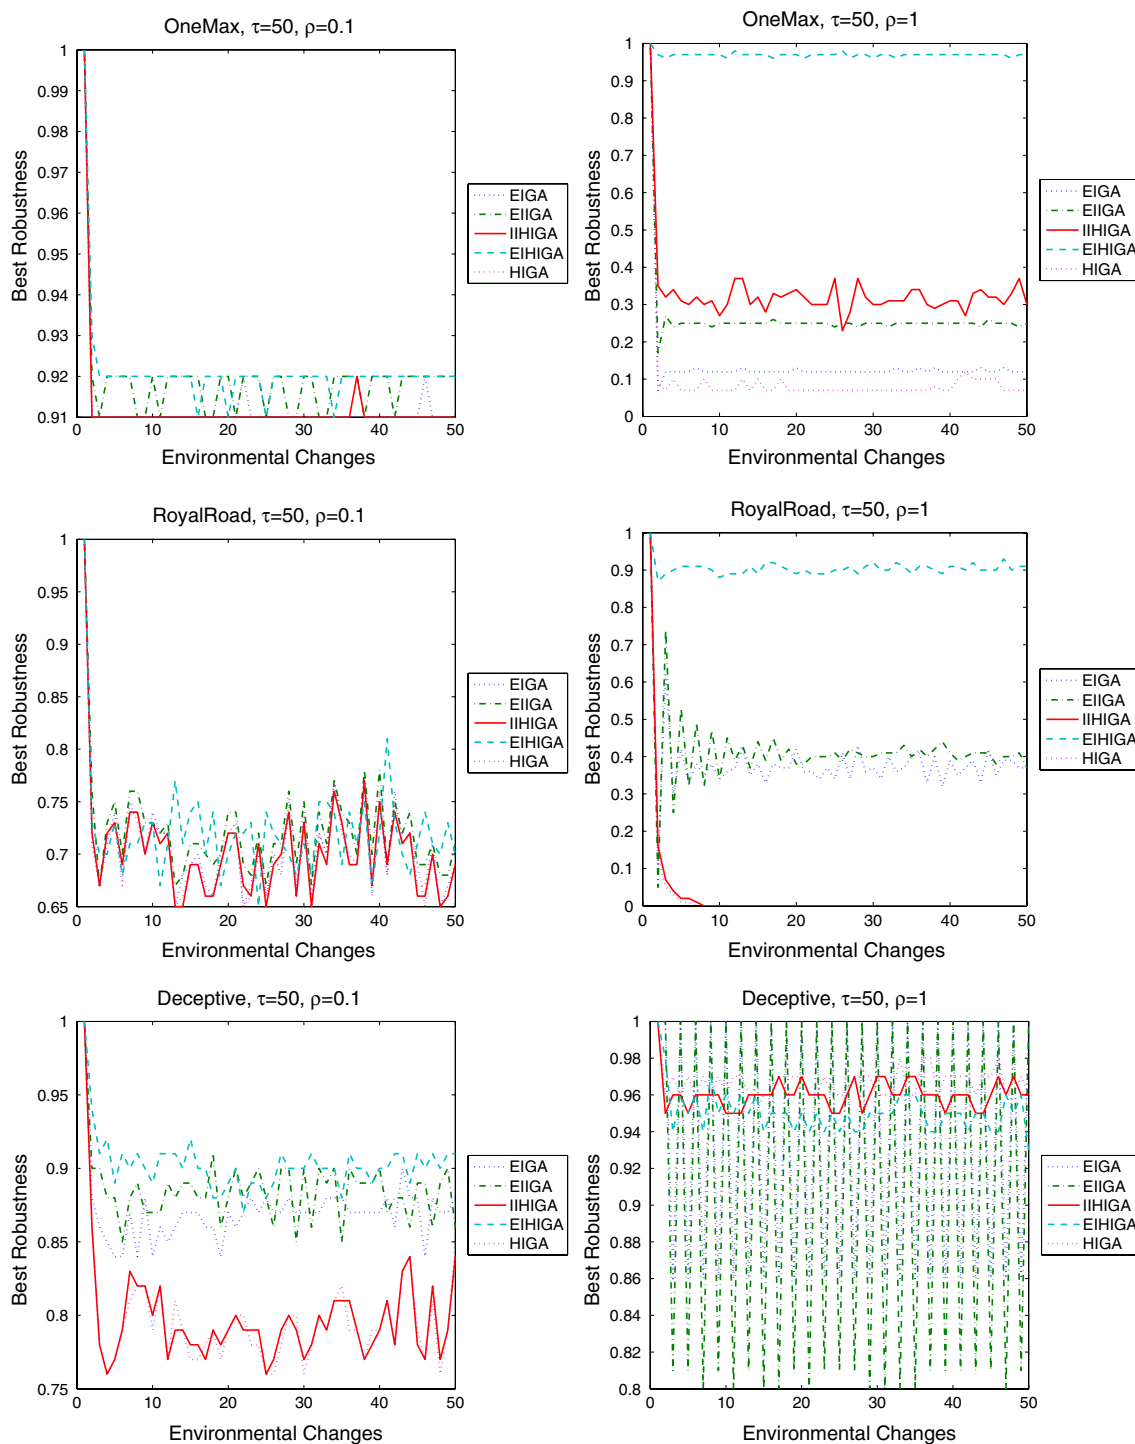 OneMax, τ=50, ρ=0.1
1
0.99
0.98
0.97
0.96
0.95
0.94
0.93
0.92
0.91
0 10 20 30 40 50
Best Robustness
Environmental Changes
EIGA
EIIGA
IIHIGA
EIHIGA
HIGA
OneMax, τ=50, ρ=1
1
0.9
0.8
0.7
0.6
0.5
0.4
0.3
0.2
0.1
0
0 10 20 30 40 50
Best Robustness
Environmental Changes
EIGA
EIIGA
IIHIGA
EIHIGA
HIGA
RoyalRoad, τ=50, ρ=0.1
1
0.95
0.9
0.85
0.8
0.75
0.7
0.65
0 10 20 30 40 50
Best Robustness
Environmental Changes
EIGA
EIIGA
IIHIGA
EIHIGA
HIGA
RoyalRoad, τ=50, ρ=1
1
0.9
0.8
0.7
0.6
0.5
0.4
0.3
0.2
0.1
0
0 10 20 30 40 50
Best Robustness
Environmental Changes
EIGA
EIIGA
IIHIGA
EIHIGA
HIGA
Deceptive, τ=50, ρ=0.1
1
0.95
0.9
0.85
0.8
0.75
0 10 20 30 40 50
Best Robustness
Environmental Changes
EIGA
EIIGA
IIHIGA
EIHIGA
HIGA
Deceptive, τ=50, ρ=1
1
0.98
0.96
0.94
0.92
0.9
0.88
0.86
0.84
0.82
0.8
0 10 20 30 40 50
Best Robustness
Environmental Changes
EIGA
EIIGA
IIHIGA
EIHIGA
HIGA